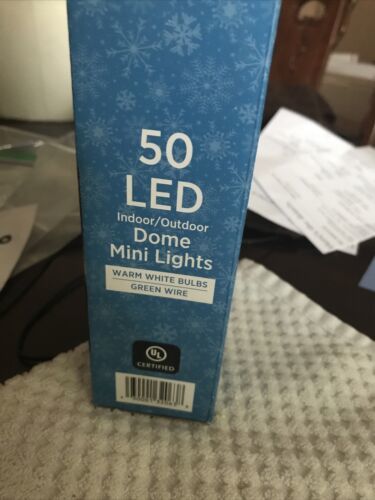 50
LED
Indoor/Outdoor
Dome
Mini Lights
WARM WHITE BULBS
GREEN WIRE
UL
CERTIFIED